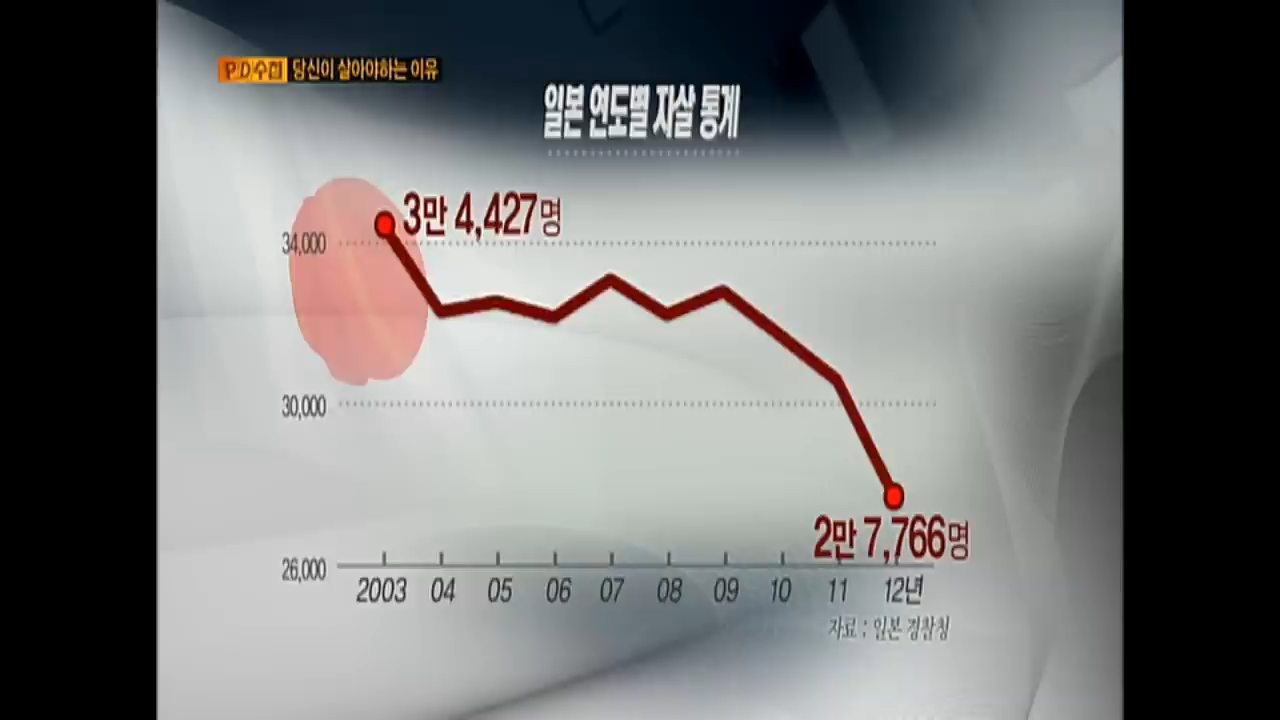 PD수첩 당신이 살아야하는 이유
일본 연도별 자살 통계
3만 4,427명
34,000
30,000
2만 7,766명
26,000
2003 04 05 06 07 08 09 10 11 12년
자료 : 일본 경찰청